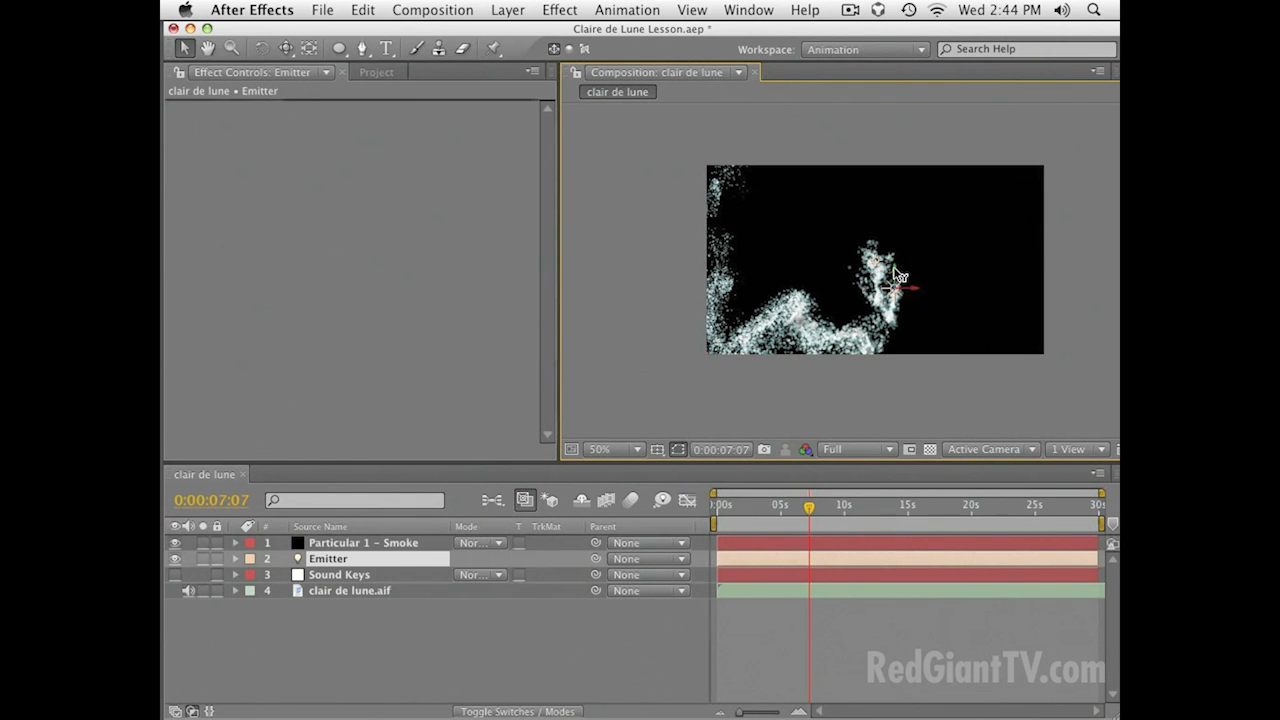 After Effects File Edit Composition Layer Effect Animation View Window Help Wed 2:44 PM
Claire de Lune Lesson.aep *
Workspace: Animation Search Help
Effect Controls: Emitter Project Composition: clair de lune
clair de lune • Emitter
clair de lune
50% 0:00:07:07 Full Active Camera 1 View
clair de lune
0:00:07:07
):00s 05s 10s 15s 20s 25s 30s
# Source Name Mode T TrkMat Parent
1 Particular 1 - Smoke Nor... None
2 Emitter None
3 Sound Keys Nor... None
4 clair de lune.aif None
RedGiantTV.com
Toggle Switches / Modes